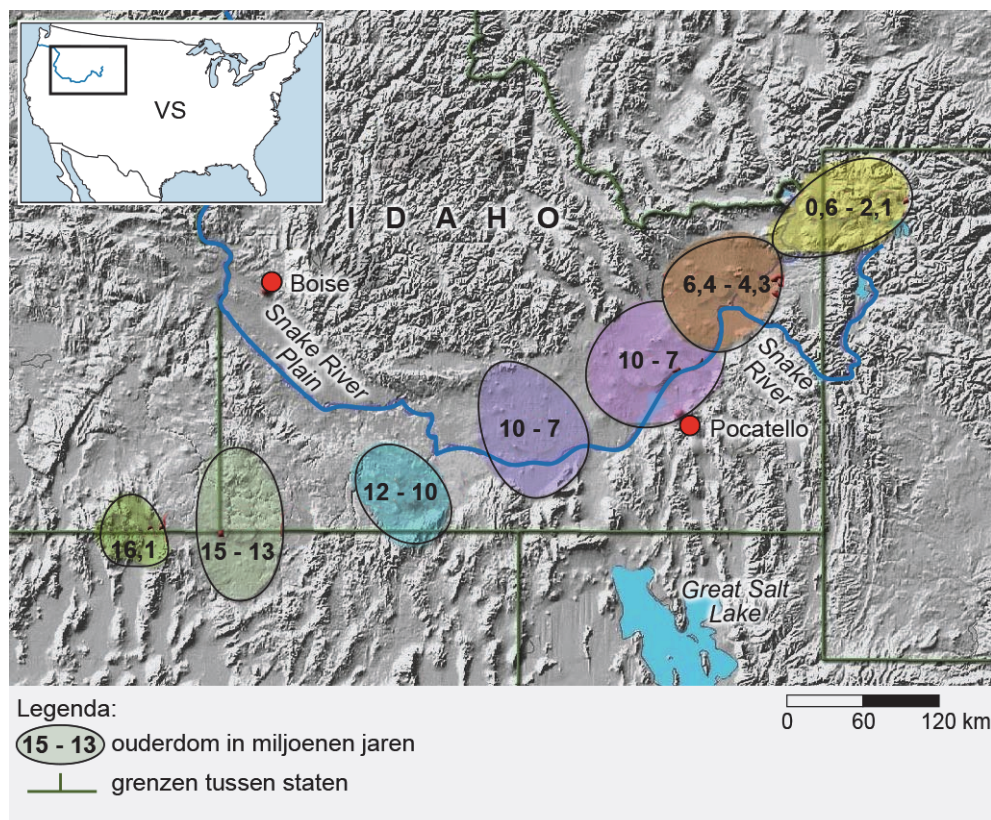 VS
IDAHO
0,6 - 2,1
6,4 - 4,3
Boise
Snake River
Plain
10 - 7
Snake
River
10 - 7
Pocatello
12 - 10
16,1
15 - 13
Great Salt
Lake
Legenda:
15 - 13 ouderdom in miljoenen jaren
grenzen tussen staten
0 60 120 km